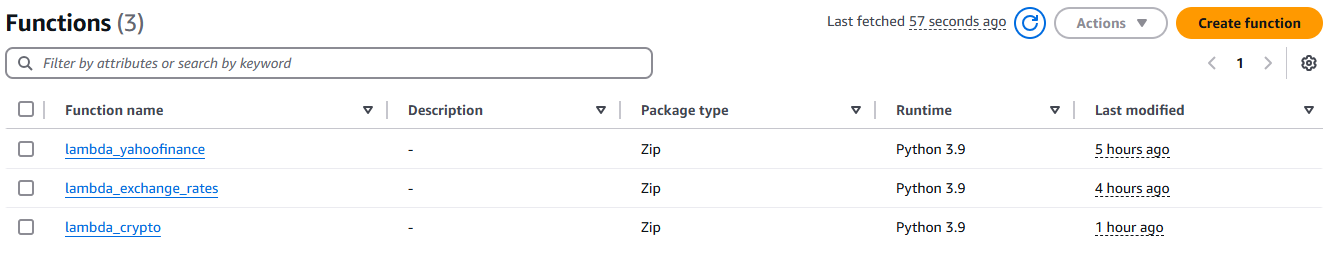 Functions (3)
Last fetched 57 seconds ago
Actions
Create function
Filter by attributes or search by keyword
1
Function name Description Package type Runtime Last modified
lambda_yahoofinance - Zip Python 3.9 5 hours ago
lambda_exchange_rates - Zip Python 3.9 4 hours ago
lambda_crypto - Zip Python 3.9 1 hour ago